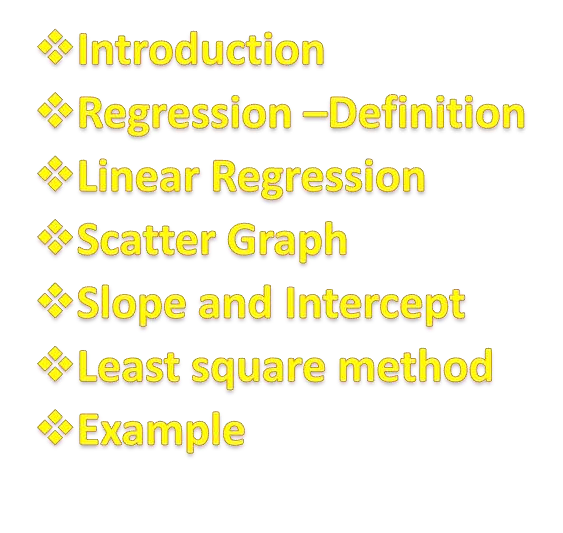 ❖Introduction
❖Regression –Definition
❖Linear Regression
❖Scatter Graph
❖Slope and Intercept
❖Least square method
❖Example